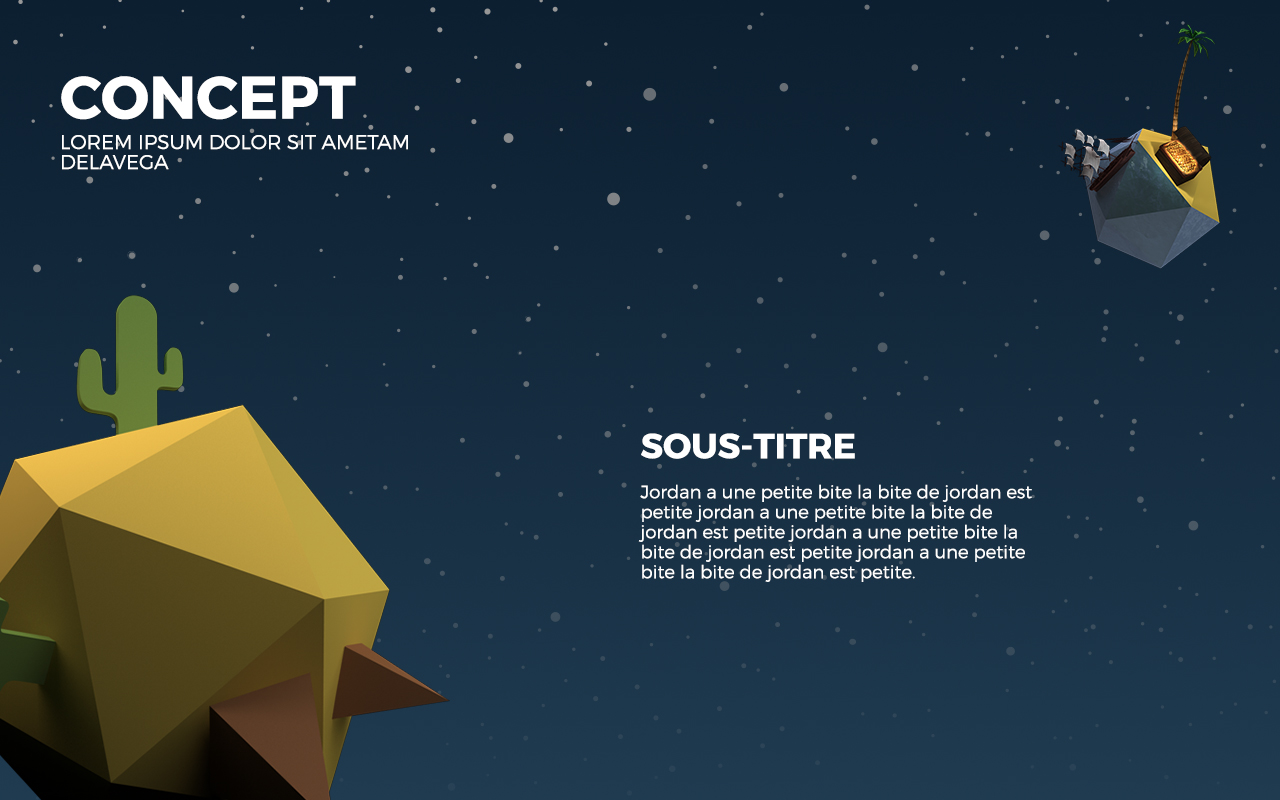 CONCEPT
LOREM IPSUM DOLOR SIT AMETAM
DELAVEGA
SOUS-TITRE
Jordan a une petite bite la bite de jordan est
petite jordan a une petite bite la bite de
jordan est petite jordan a une petite bite la
bite de jordan est petite jordan a une petite
bite la bite de jordan est petite.